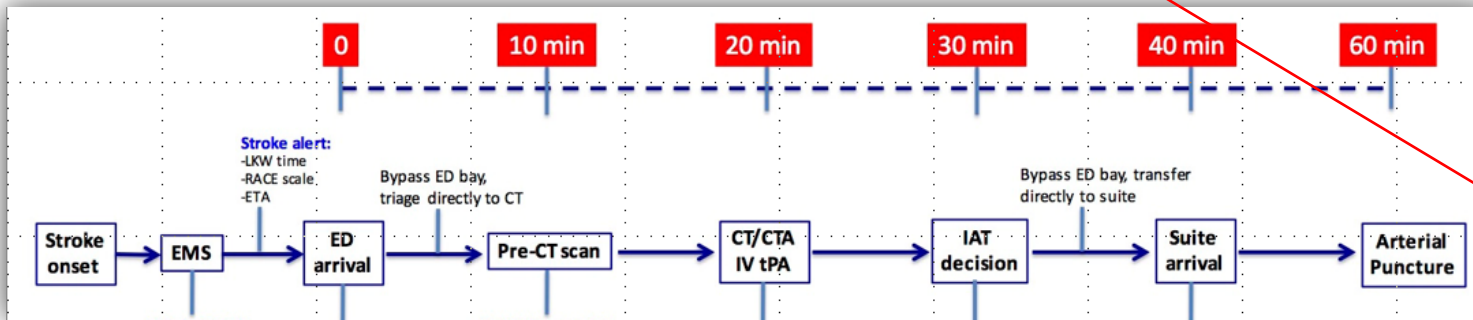 0
10 min
20 min
30 min
40 min
60 min
Stroke alert:
-LKW time
-RACE scale
-ETA
Bypass ED bay,
triage directly to CT
Bypass ED bay, transfer
directly to suite
Stroke
onset
EMS
ED
arrival
Pre-CT scan
CT/CTA
IV tPA
IAT
decision
Suite
arrival
Arterial
Puncture